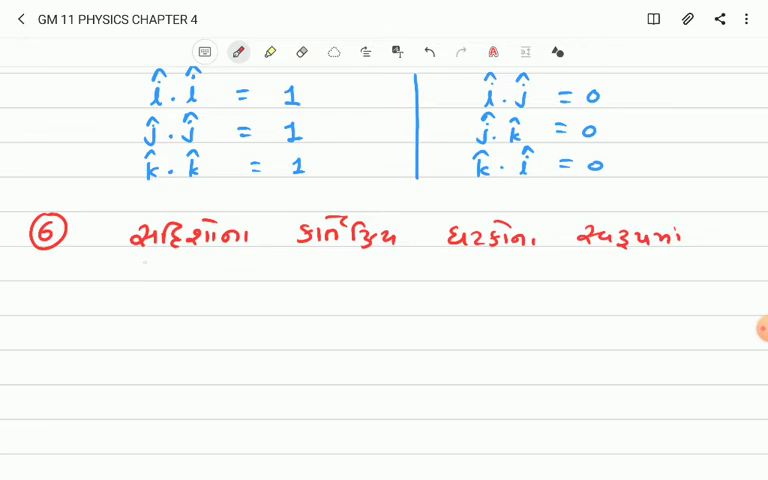 GM 11 PHYSICS CHAPTER 4
î . î = 1
ĵ . ĵ = 1
k̂ . k̂ = 1
î . ĵ = 0
ĵ . k̂ = 0
k̂ . î = 0
6 સદિશોના કાર્તેઝિય ઘટકોના સ્વરૂપમાં